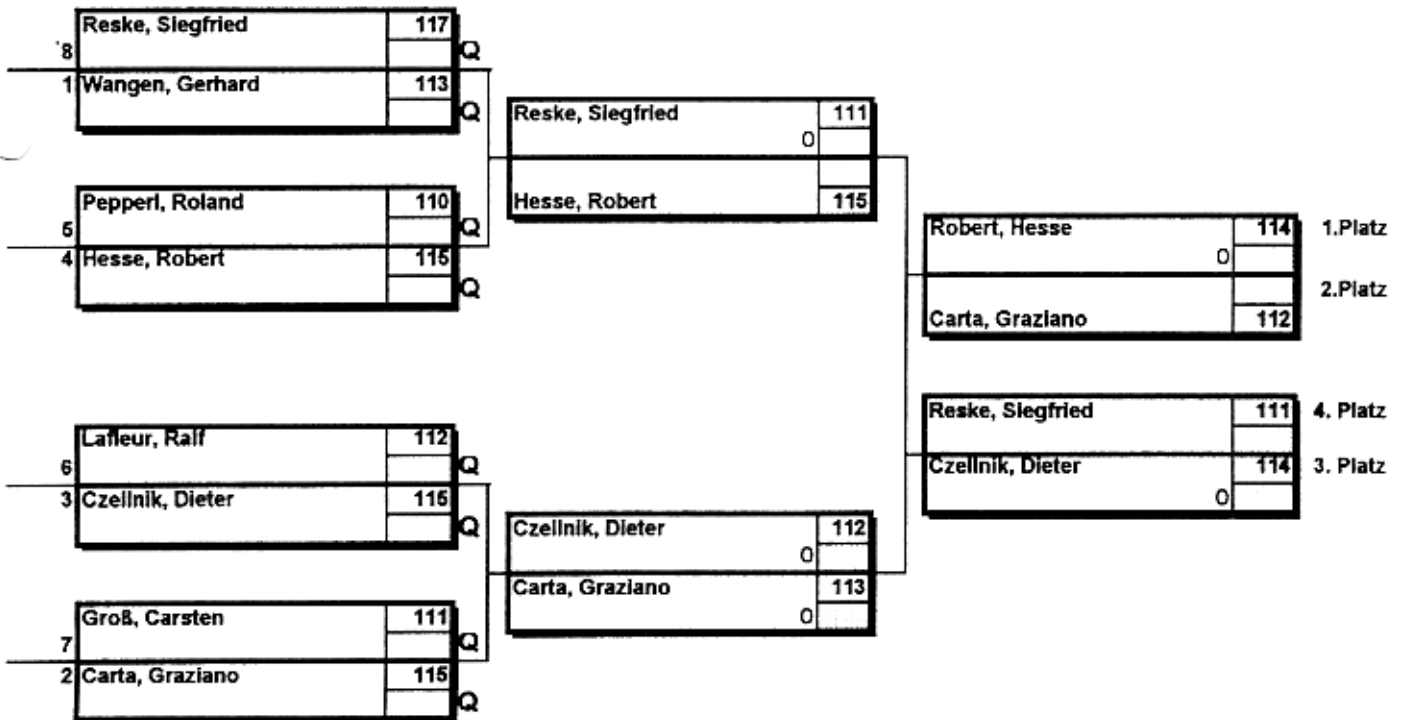 Reske, Siegfried 117
8 Q
1 Wangen, Gerhard 113
Q
Pepperl, Roland 110
5 Q
4 Hesse, Robert 115
Q
Lafleur, Ralf 112
6 Q
3 Czellnik, Dieter 115
Q
Groß, Carsten 111
7 Q
2 Carta, Graziano 115
Q
Reske, Siegfried 111
0
Hesse, Robert 115
Czellnik, Dieter 112
0
Carta, Graziano 113
0
Robert, Hesse 114 1.Platz
0
2.Platz
Carta, Graziano 112
Reske, Siegfried 111 4. Platz
Czellnik, Dieter 114 3. Platz
0